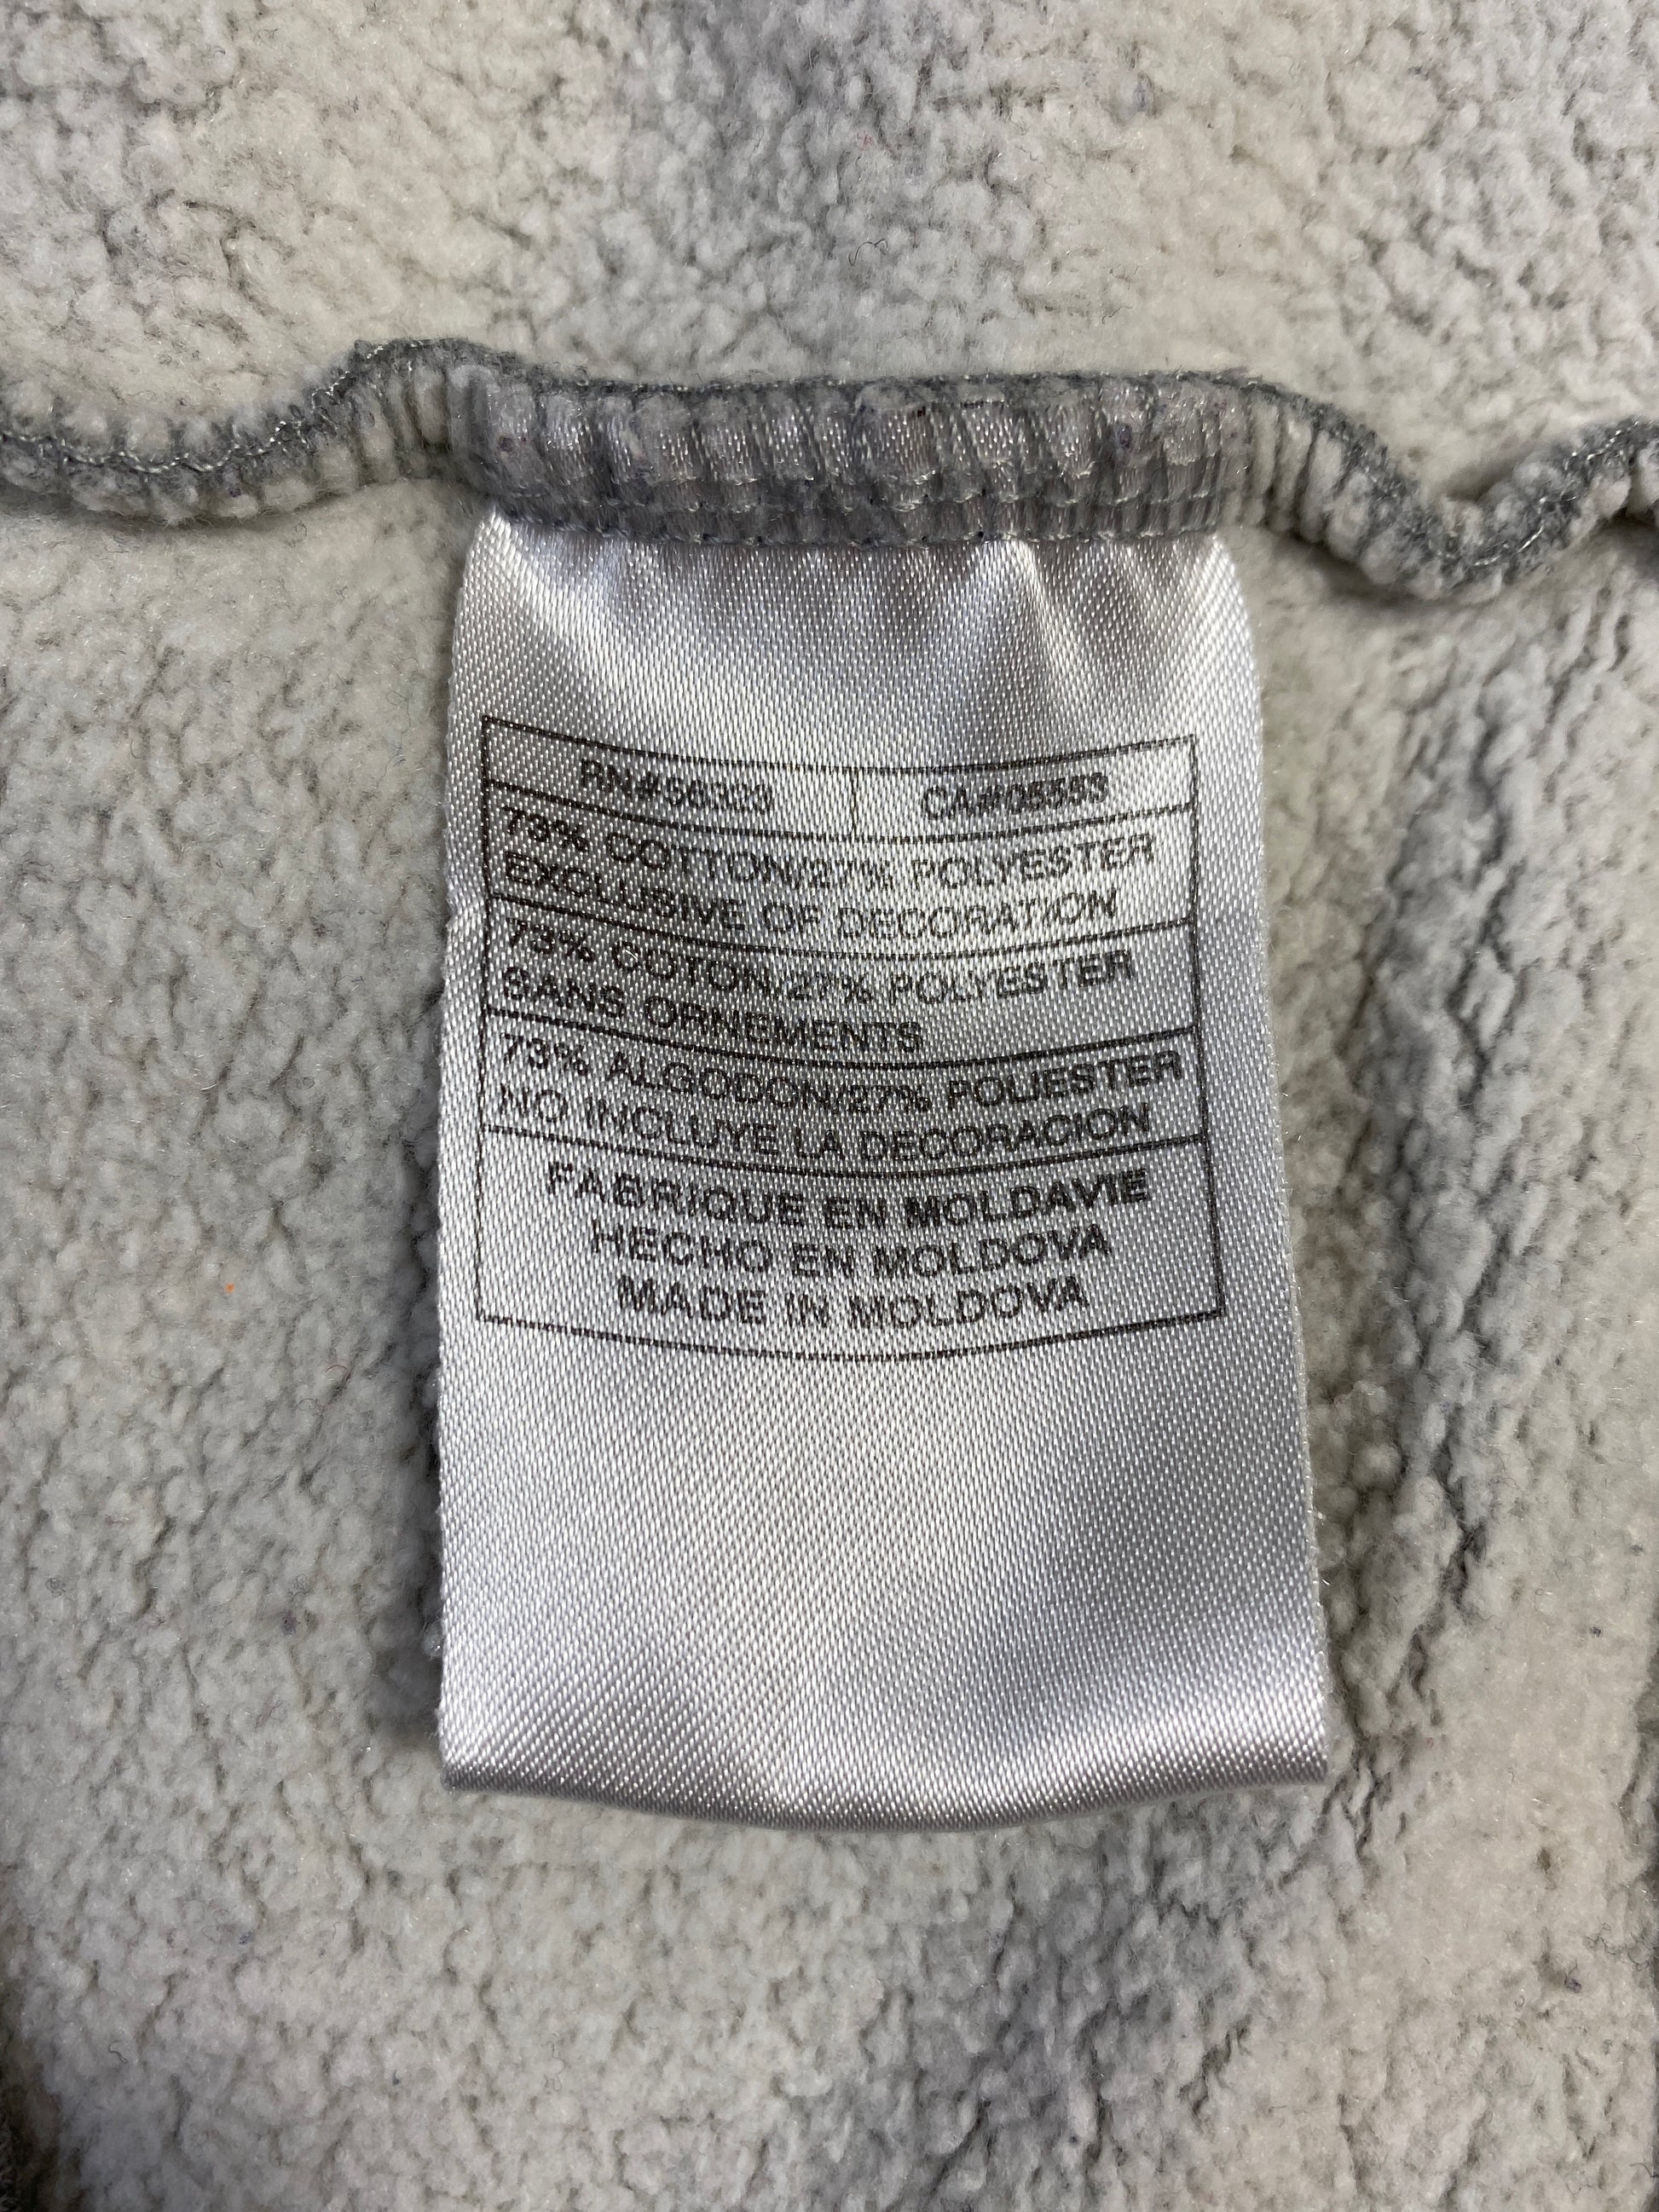 RN#56323 CA#05553
73% COTTON/27% POLYESTER
EXCLUSIVE OF DECORATION
73% COTON/27% POLYESTER
SANS ORNEMENTS
73% ALGODON/27% POLIESTER
NO INCLUYE LA DECORACION
FABRIQUE EN MOLDAVIE
HECHO EN MOLDOVA
MADE IN MOLDOVA